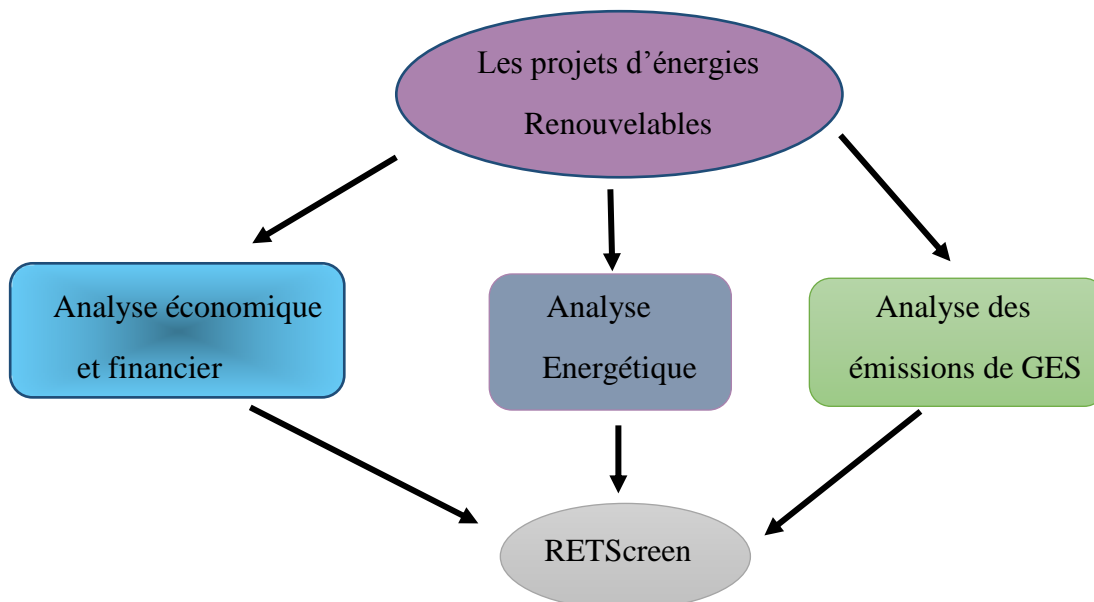 Les projets d’énergies
Renouvelables
Analyse économique
et financier
Analyse
Energétique
Analyse des
émissions de GES
RETScreen